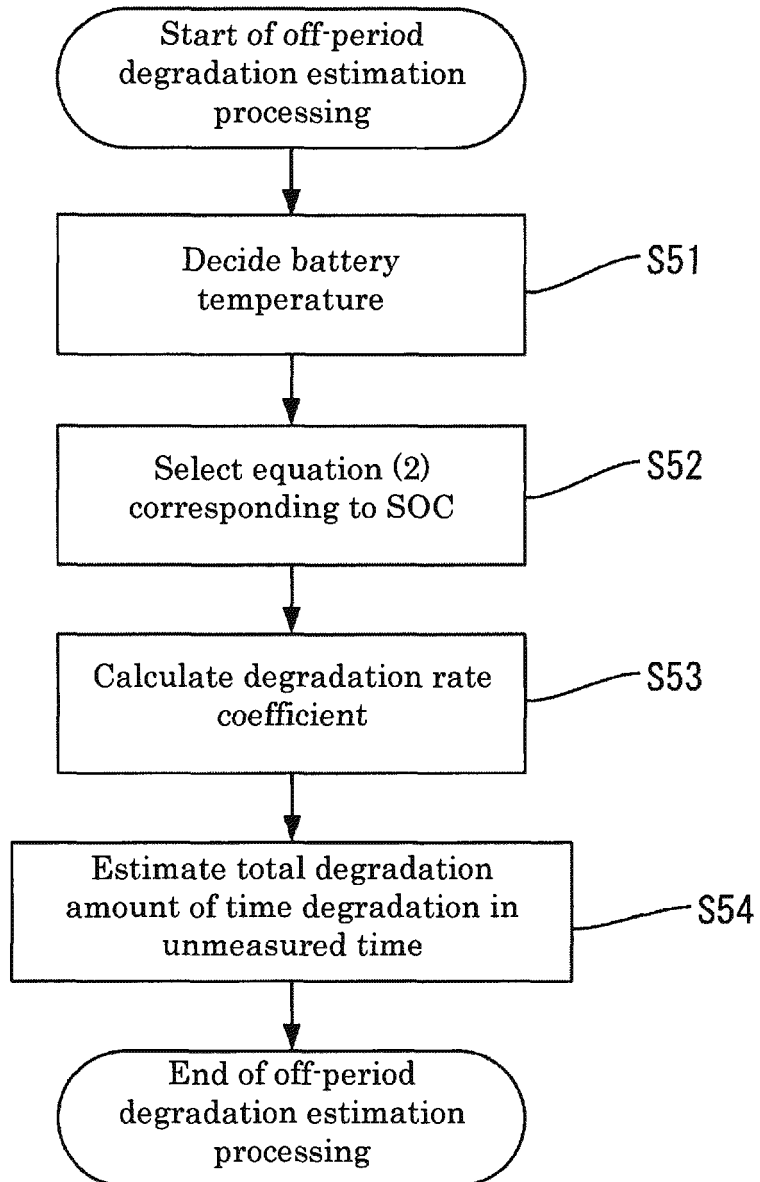 Start of off-period
degradation estimation
processing
Decide battery
temperature
S51
Select equation (2)
corresponding to SOC
S52
Calculate degradation rate
coefficient
S53
Estimate total degradation
amount of time degradation in
unmeasured time
S54
End of off-period
degradation estimation
processing